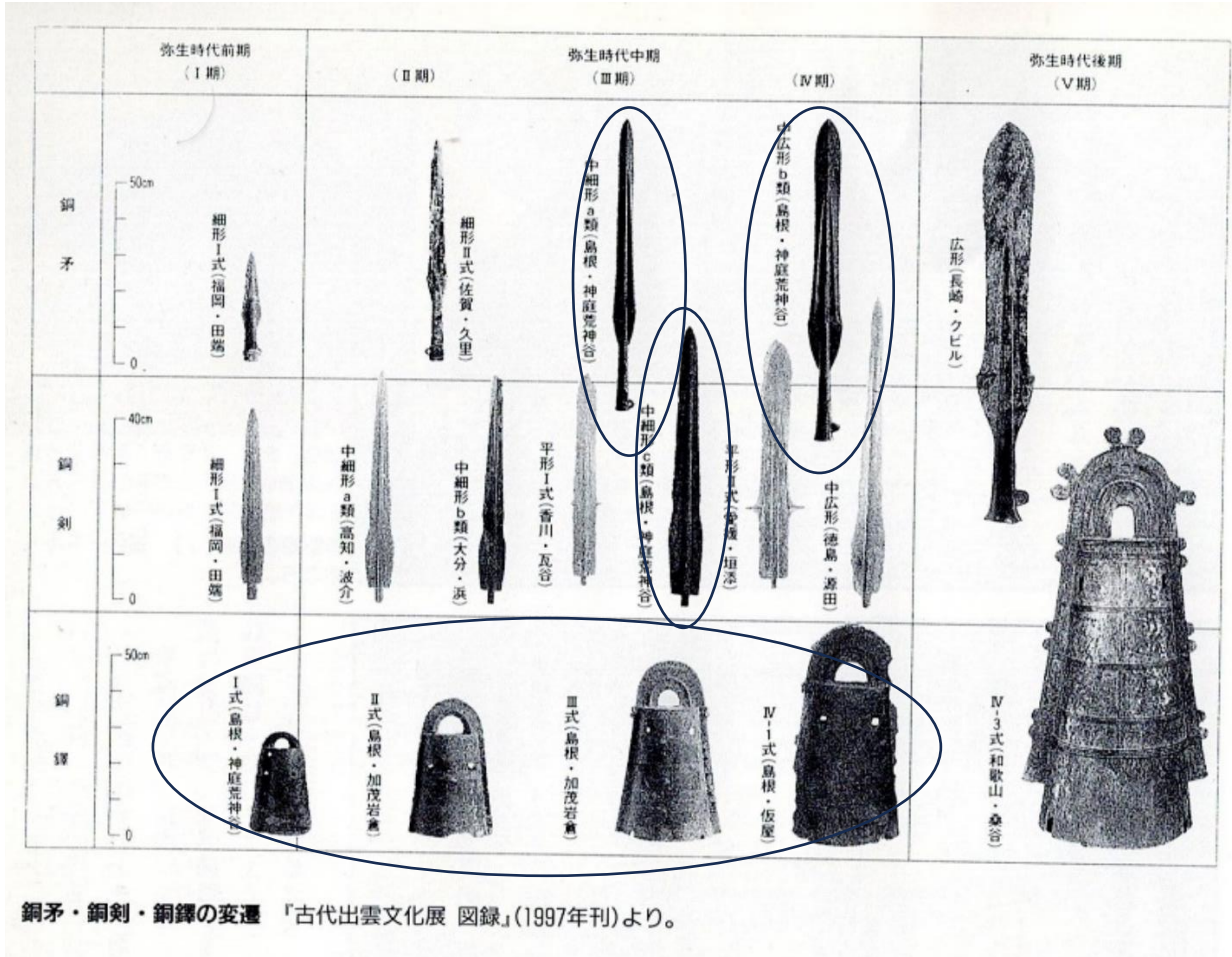 弥生時代前期
(Ⅰ期)
(Ⅱ期)
弥生時代中期
(Ⅲ期)
(Ⅳ期)
弥生時代後期
(Ⅴ期)
銅矛
50cm
0
細形Ⅰ式(福岡・田端)
細形Ⅱ式(佐賀・久里)
中細形a類(島根・神庭荒神谷)
中広形b類(島根・神庭荒神谷)
広形(長崎・クビル)
銅剣
40cm
0
細形Ⅰ式(福岡・田端)
中細形a類(高知・波介)
中細形b類(大分・浜)
平形Ⅰ式(香川・瓦谷)
中細形c類(島根・神庭荒神谷)
平形Ⅱ式(愛媛・垣添)
中広形(徳島・源田)
銅鐸
50cm
0
Ⅰ式(島根・神庭荒神谷)
Ⅱ式(島根・加茂岩倉)
Ⅲ式(島根・加茂岩倉)
Ⅳ-1式(島根・仮屋)
Ⅳ-3式(和歌山・桑谷)
銅矛・銅剣・銅鐸の変遷 『古代出雲文化展 図録』(1997年刊)より。